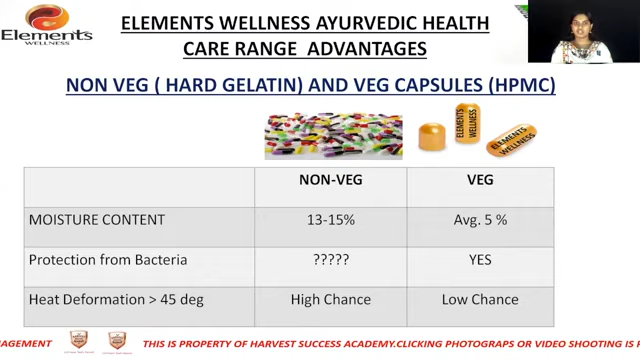 Elements
WELLNESS
ELEMENTS WELLNESS AYURVEDIC HEALTH
CARE RANGE ADVANTAGES
NON VEG ( HARD GELATIN) AND VEG CAPSULES (HPMC)
ELEMENTS
WELLNESS
ELEMENTS
WELLNESS
NON-VEG VEG
MOISTURE CONTENT 13-15% Avg. 5 %
Protection from Bacteria ????? YES
Heat Deformation > 45 deg High Chance Low Chance
NAGEMENT THIS IS PROPERTY OF HARVEST SUCCESS ACADEMY.CLICKING PHOTOGRAPS OR VIDEO SHOOTING IS